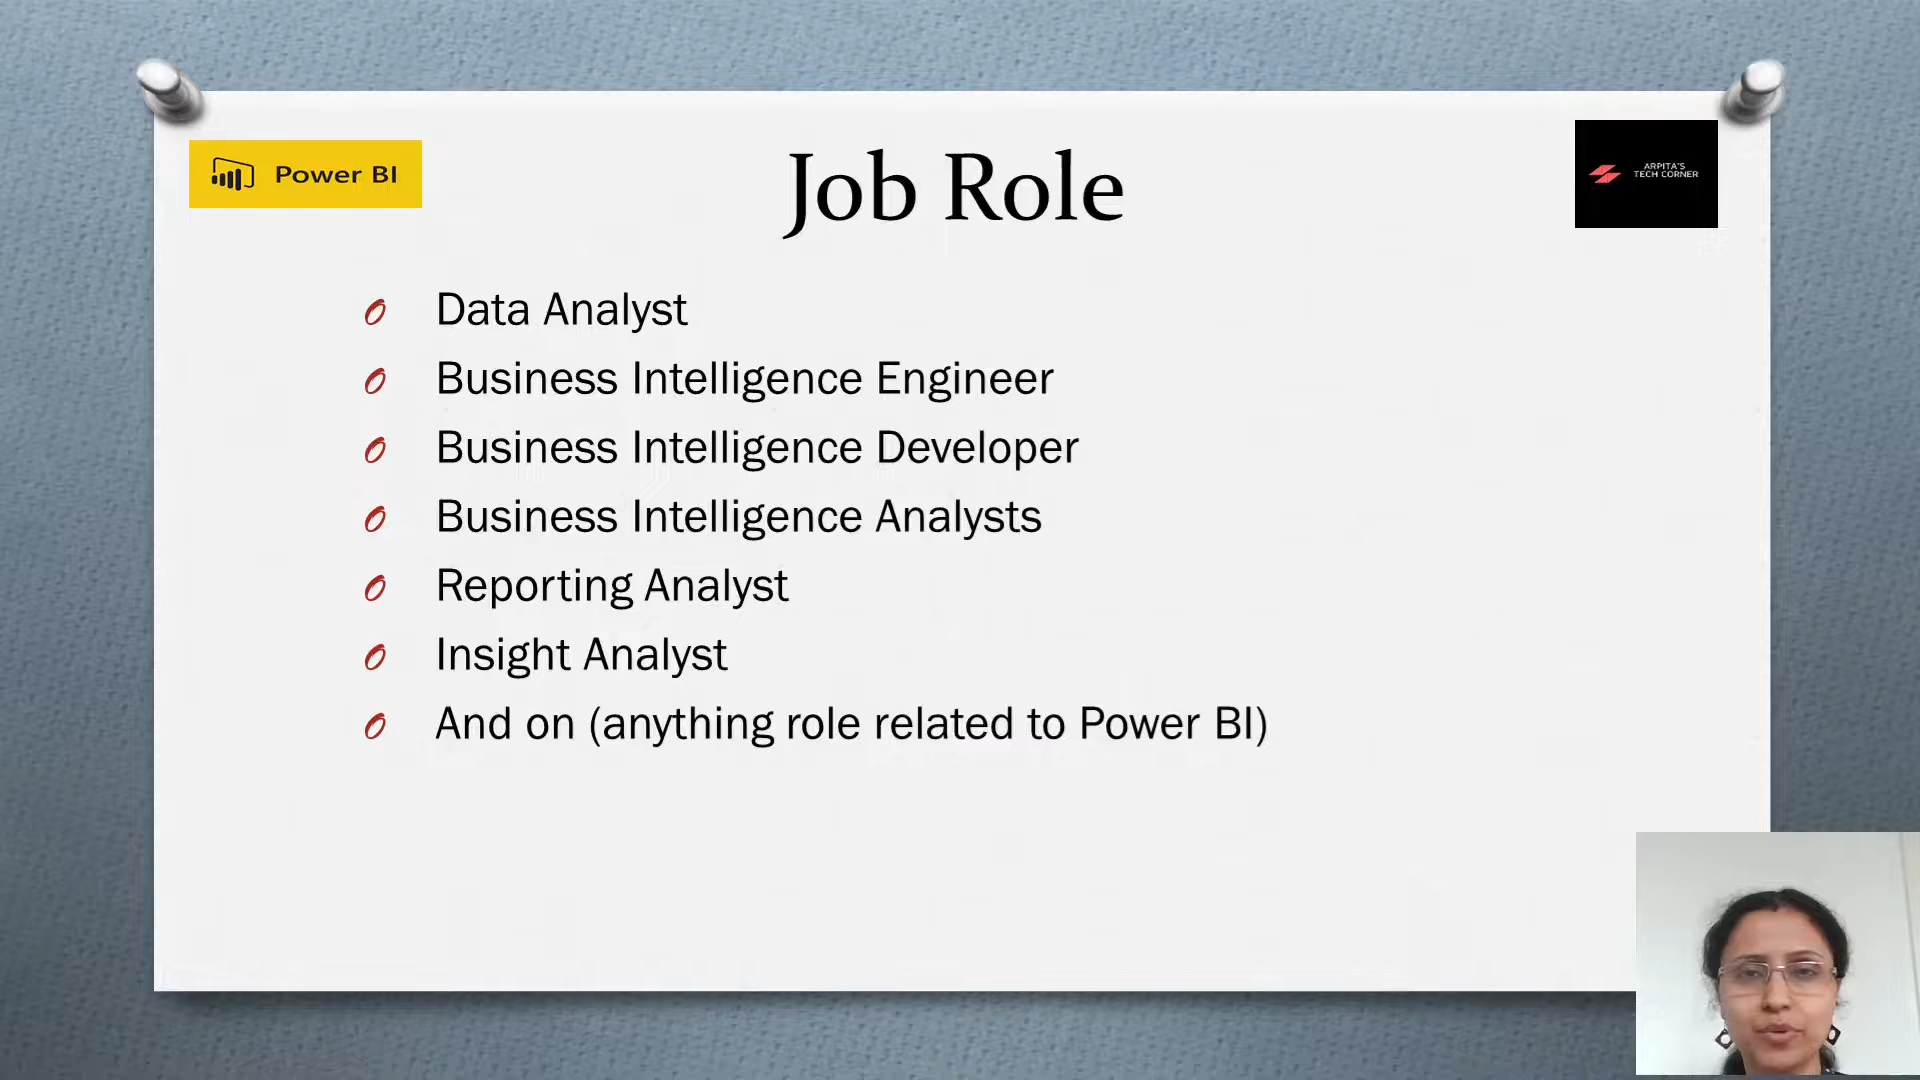 Power BI
Job Role
ARPITA'S
TECH CORNER
Data Analyst
Business Intelligence Engineer
Business Intelligence Developer
Business Intelligence Analysts
Reporting Analyst
Insight Analyst
And on (anything role related to Power BI)